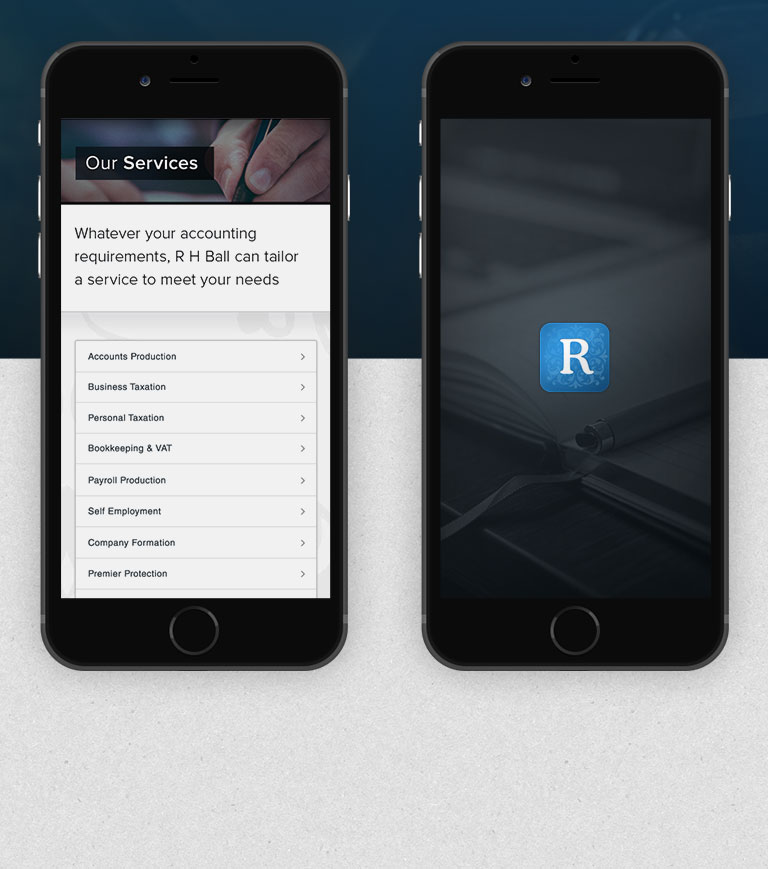 Our Services
Whatever your accounting
requirements, R H Ball can tailor
a service to meet your needs
Accounts Production
Business Taxation
Personal Taxation
Bookkeeping & VAT
Payroll Production
Self Employment
Company Formation
Premier Protection
R